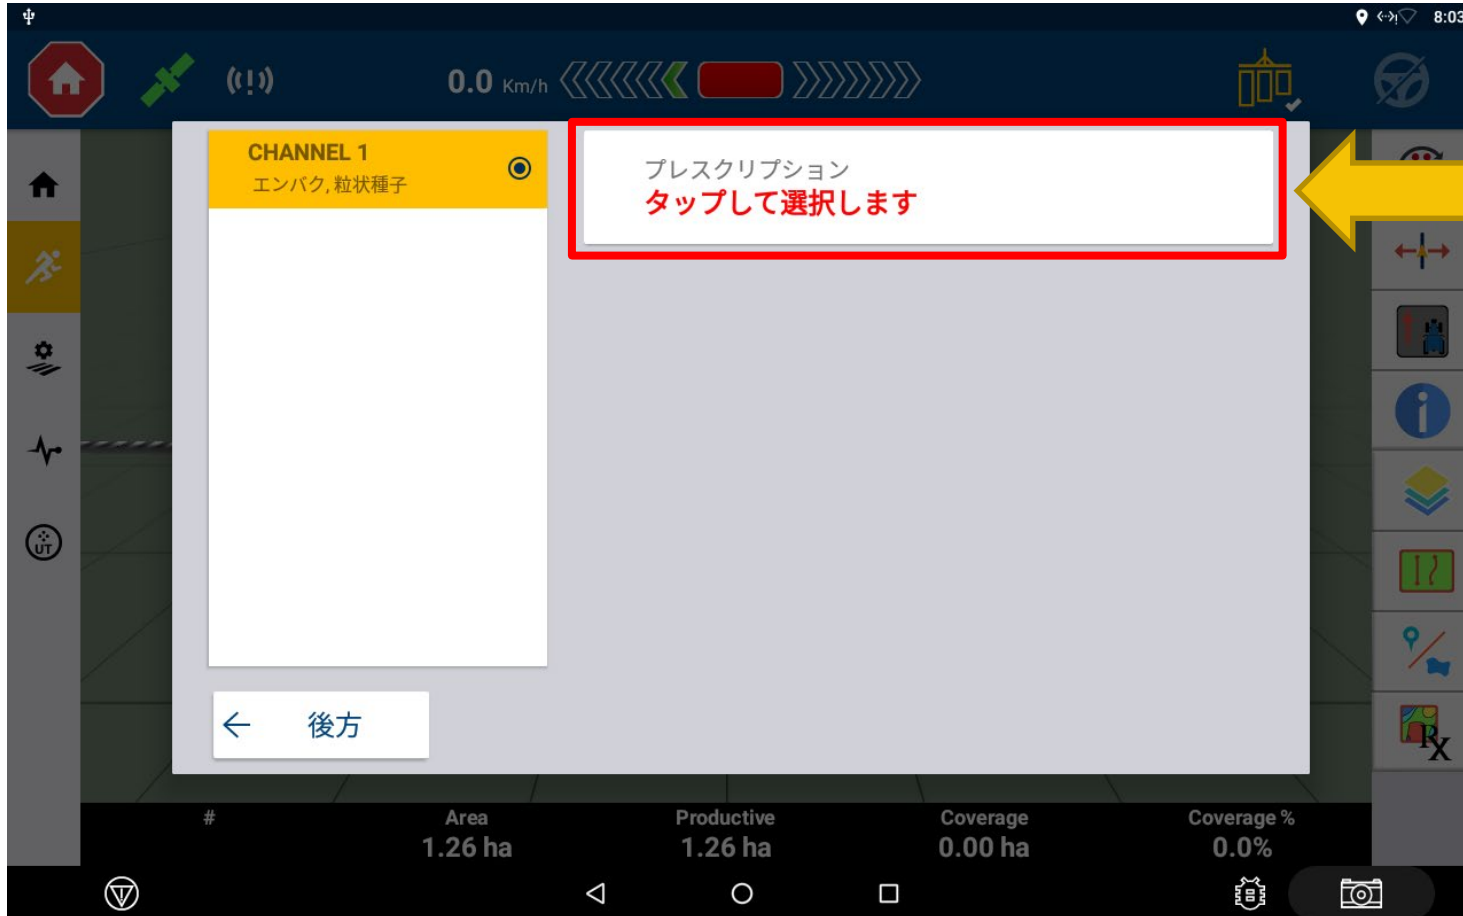 8:03
0.0 Km/h
CHANNEL 1
エンバク, 粒状種子
プレスクリプション
タップして選択します
UT
← 後方
Rx
# Area Productive Coverage Coverage %
1.26 ha 1.26 ha 0.00 ha 0.0%